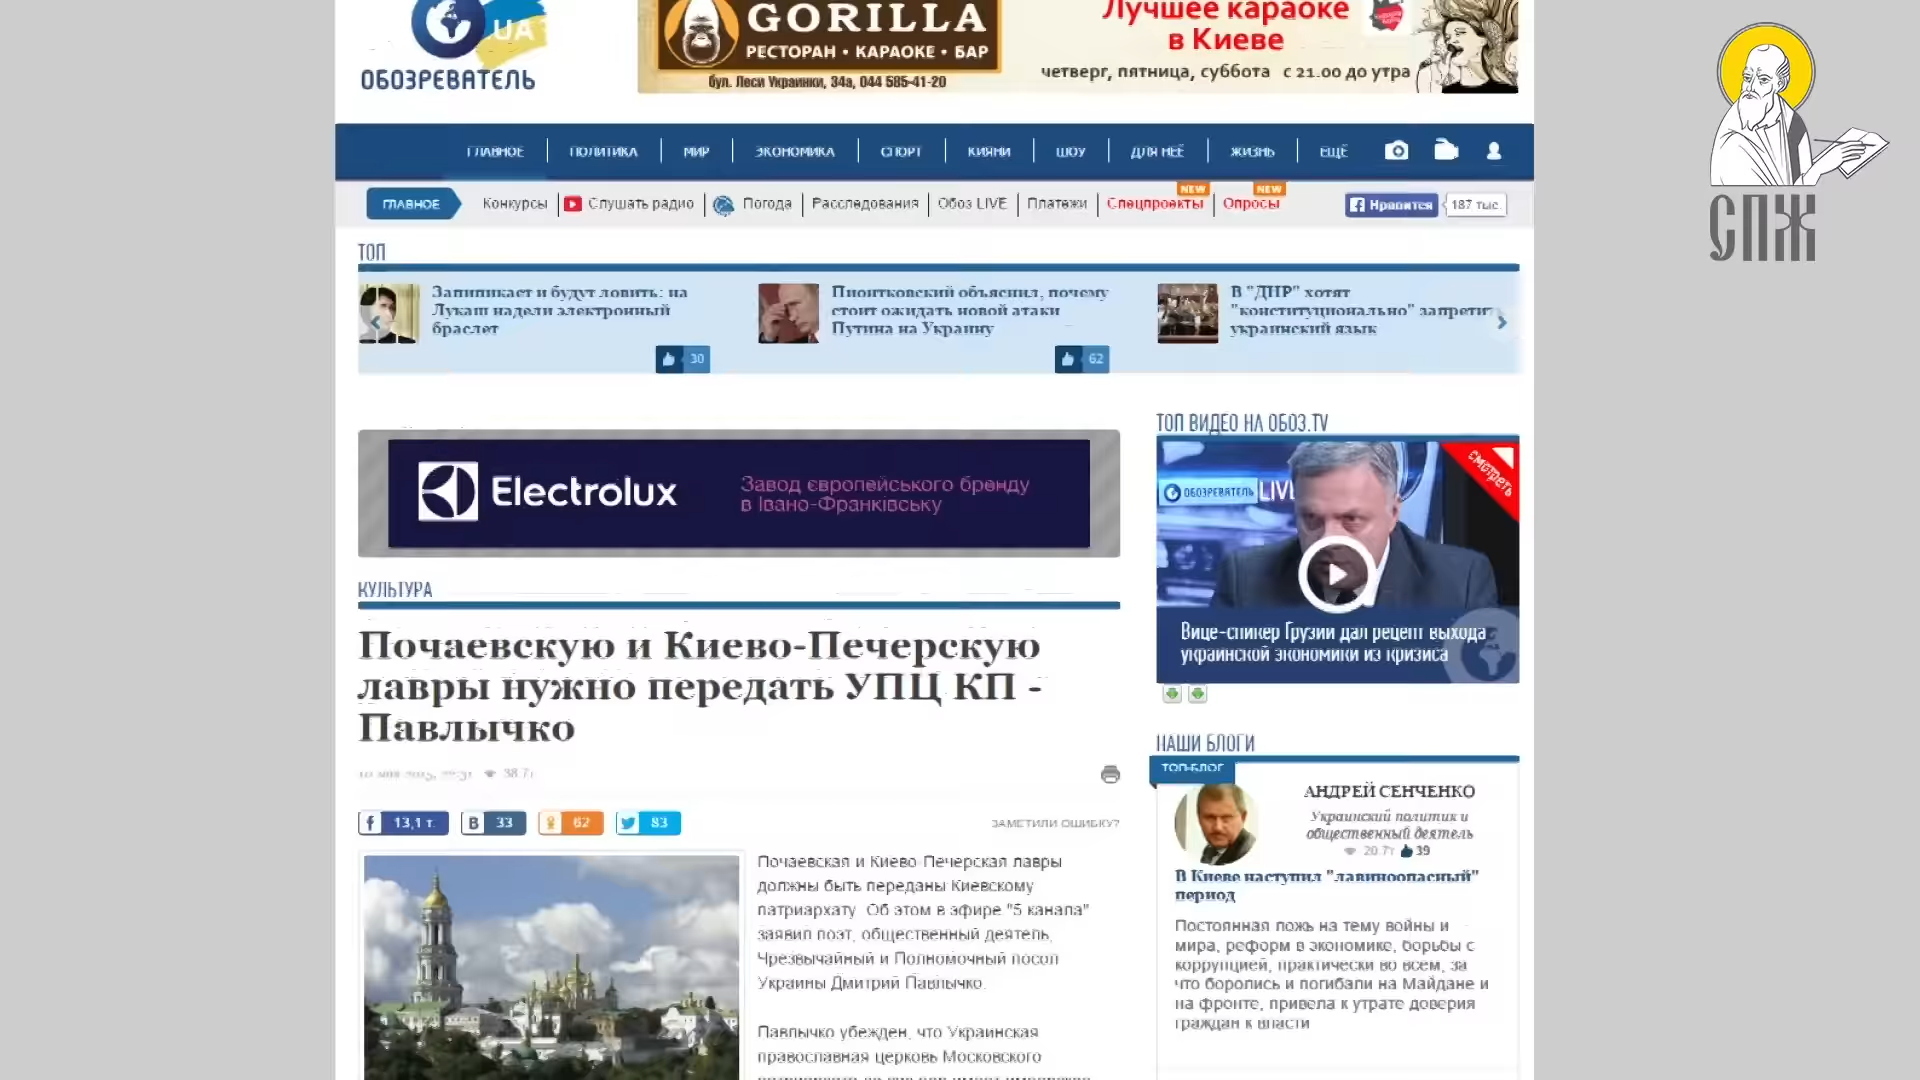 UA
ОБОЗРЕВАТЕЛЬ
GORILLA
РЕСТОРАН • КАРАОКЕ • БАР
бул. Леси Украинки, 34а, 044 585-41-20
Лучшее караоке
в Киеве
четверг, пятница, суббота с 21.00 до утра
СПЖ
ГЛАВНОЕ ПОЛИТИКА МИР ЭКОНОМИКА СПОРТ КИЯНИ ШОУ ДЛЯ НЕЁ ЖИЗНЬ ЕЩЁ
ГЛАВНОЕ Конкурсы Слушать радио Погода Расследования Обоз LIVE Платежи Спецпроекты NEW Опросы NEW Нравится 187 тыс.
ТОП
Запипикает и будут ловить: на
Лукаш надели электронный
браслет
30
Пионтковский объяснил, почему
стоит ожидать новой атаки
Путина на Украину
62
В "ДНР" хотят
"конституционально" запретит
украинский язык
Electrolux
Завод європейського бренду
в Івано-Франківську
ТОП ВИДЕО НА ОБОЗ.TV
ОБОЗРЕВАТЕЛЬ LIVE
смотреть
Вице-спикер Грузии дал рецепт выхода
украинской экономики из кризиса
КУЛЬТУРА
Почаевскую и Киево-Печерскую
лавры нужно передать УПЦ КП -
Павлычко
38.7т
13,1 т. 33 62 83
ЗАМЕТИЛИ ОШИБКУ?
Почаевская и Киево-Печерская лавры
должны быть переданы Киевскому
патриархату. Об этом в эфире "5 канала"
заявил поэт, общественный деятель,
Чрезвычайный и Полномочный посол
Украины Дмитрий Павлычко.
Павлычко убежден, что Украинская
православная церковь Московского
НАШИ БЛОГИ
ТОП-БЛОГ
АНДРЕЙ СЕНЧЕНКО
Украинский политик и
общественный деятель
20.7т 39
В Киеве наступил "лавиноопасный"
период
Постоянная ложь на тему войны и
мира, реформ в экономике, борьбы с
коррупцией, практически во всем, за
что боролись и погибали на Майдане и
на фронте, привела к утрате доверия
граждан к власти